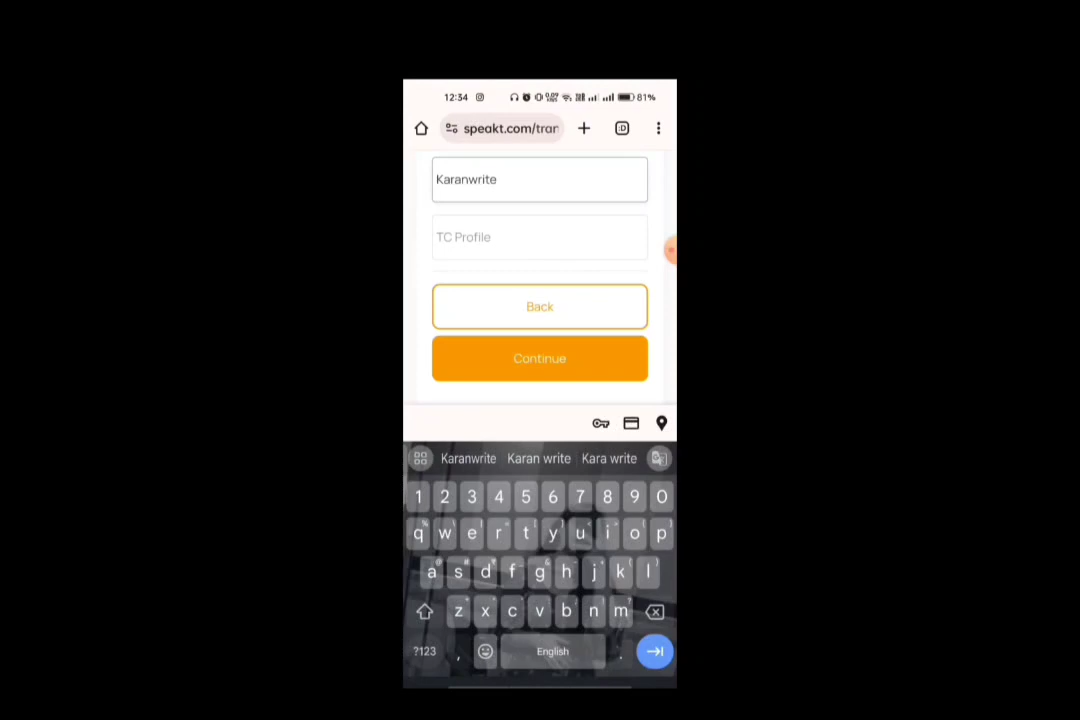 12:34 81%
speakt.com/tran
Karanwrite
TC Profile
Back
Continue
Karanwrite Karan write Kara write
1 2 3 4 5 6 7 8 9 0
q w e r t y u i o p
a s d f g h j k l
z x c v b n m
?123 , English .